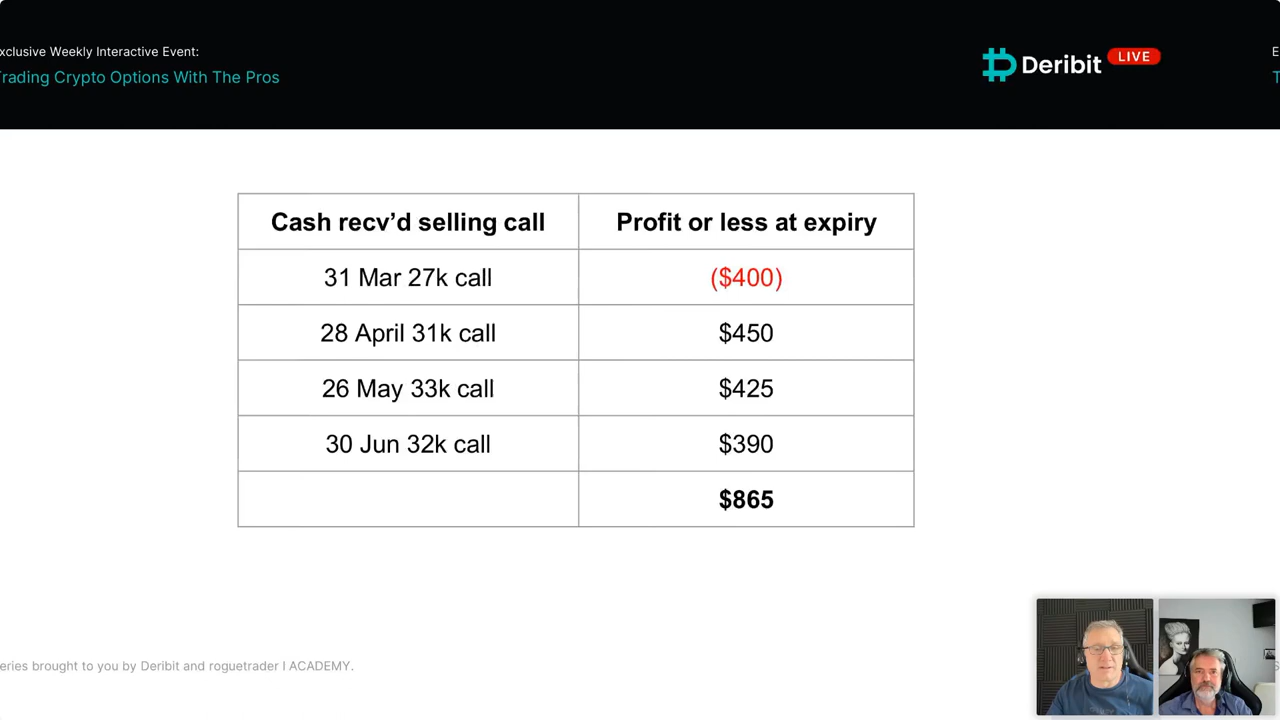 xclusive Weekly Interactive Event:
Trading Crypto Options With The Pros
Deribit LIVE
E
T
Cash recv’d selling call
Profit or less at expiry
31 Mar 27k call
($400)
28 April 31k call
$450
26 May 33k call
$425
30 Jun 32k call
$390
$865
eries brought to you by Deribit and roguetrader I ACADEMY.